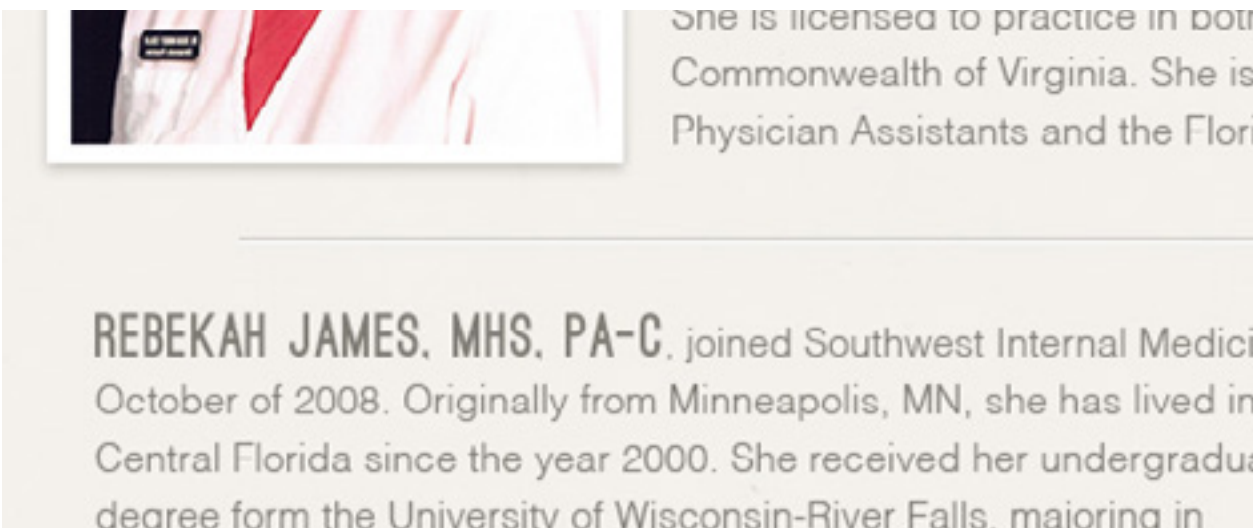 She is licensed to practice in both
Commonwealth of Virginia. She is
Physician Assistants and the Flori
REBEKAH JAMES, MHS, PA-C, joined Southwest Internal Medici
October of 2008. Originally from Minneapolis, MN, she has lived in
Central Florida since the year 2000. She received her undergradua
degree form the University of Wisconsin-River Falls, majoring in